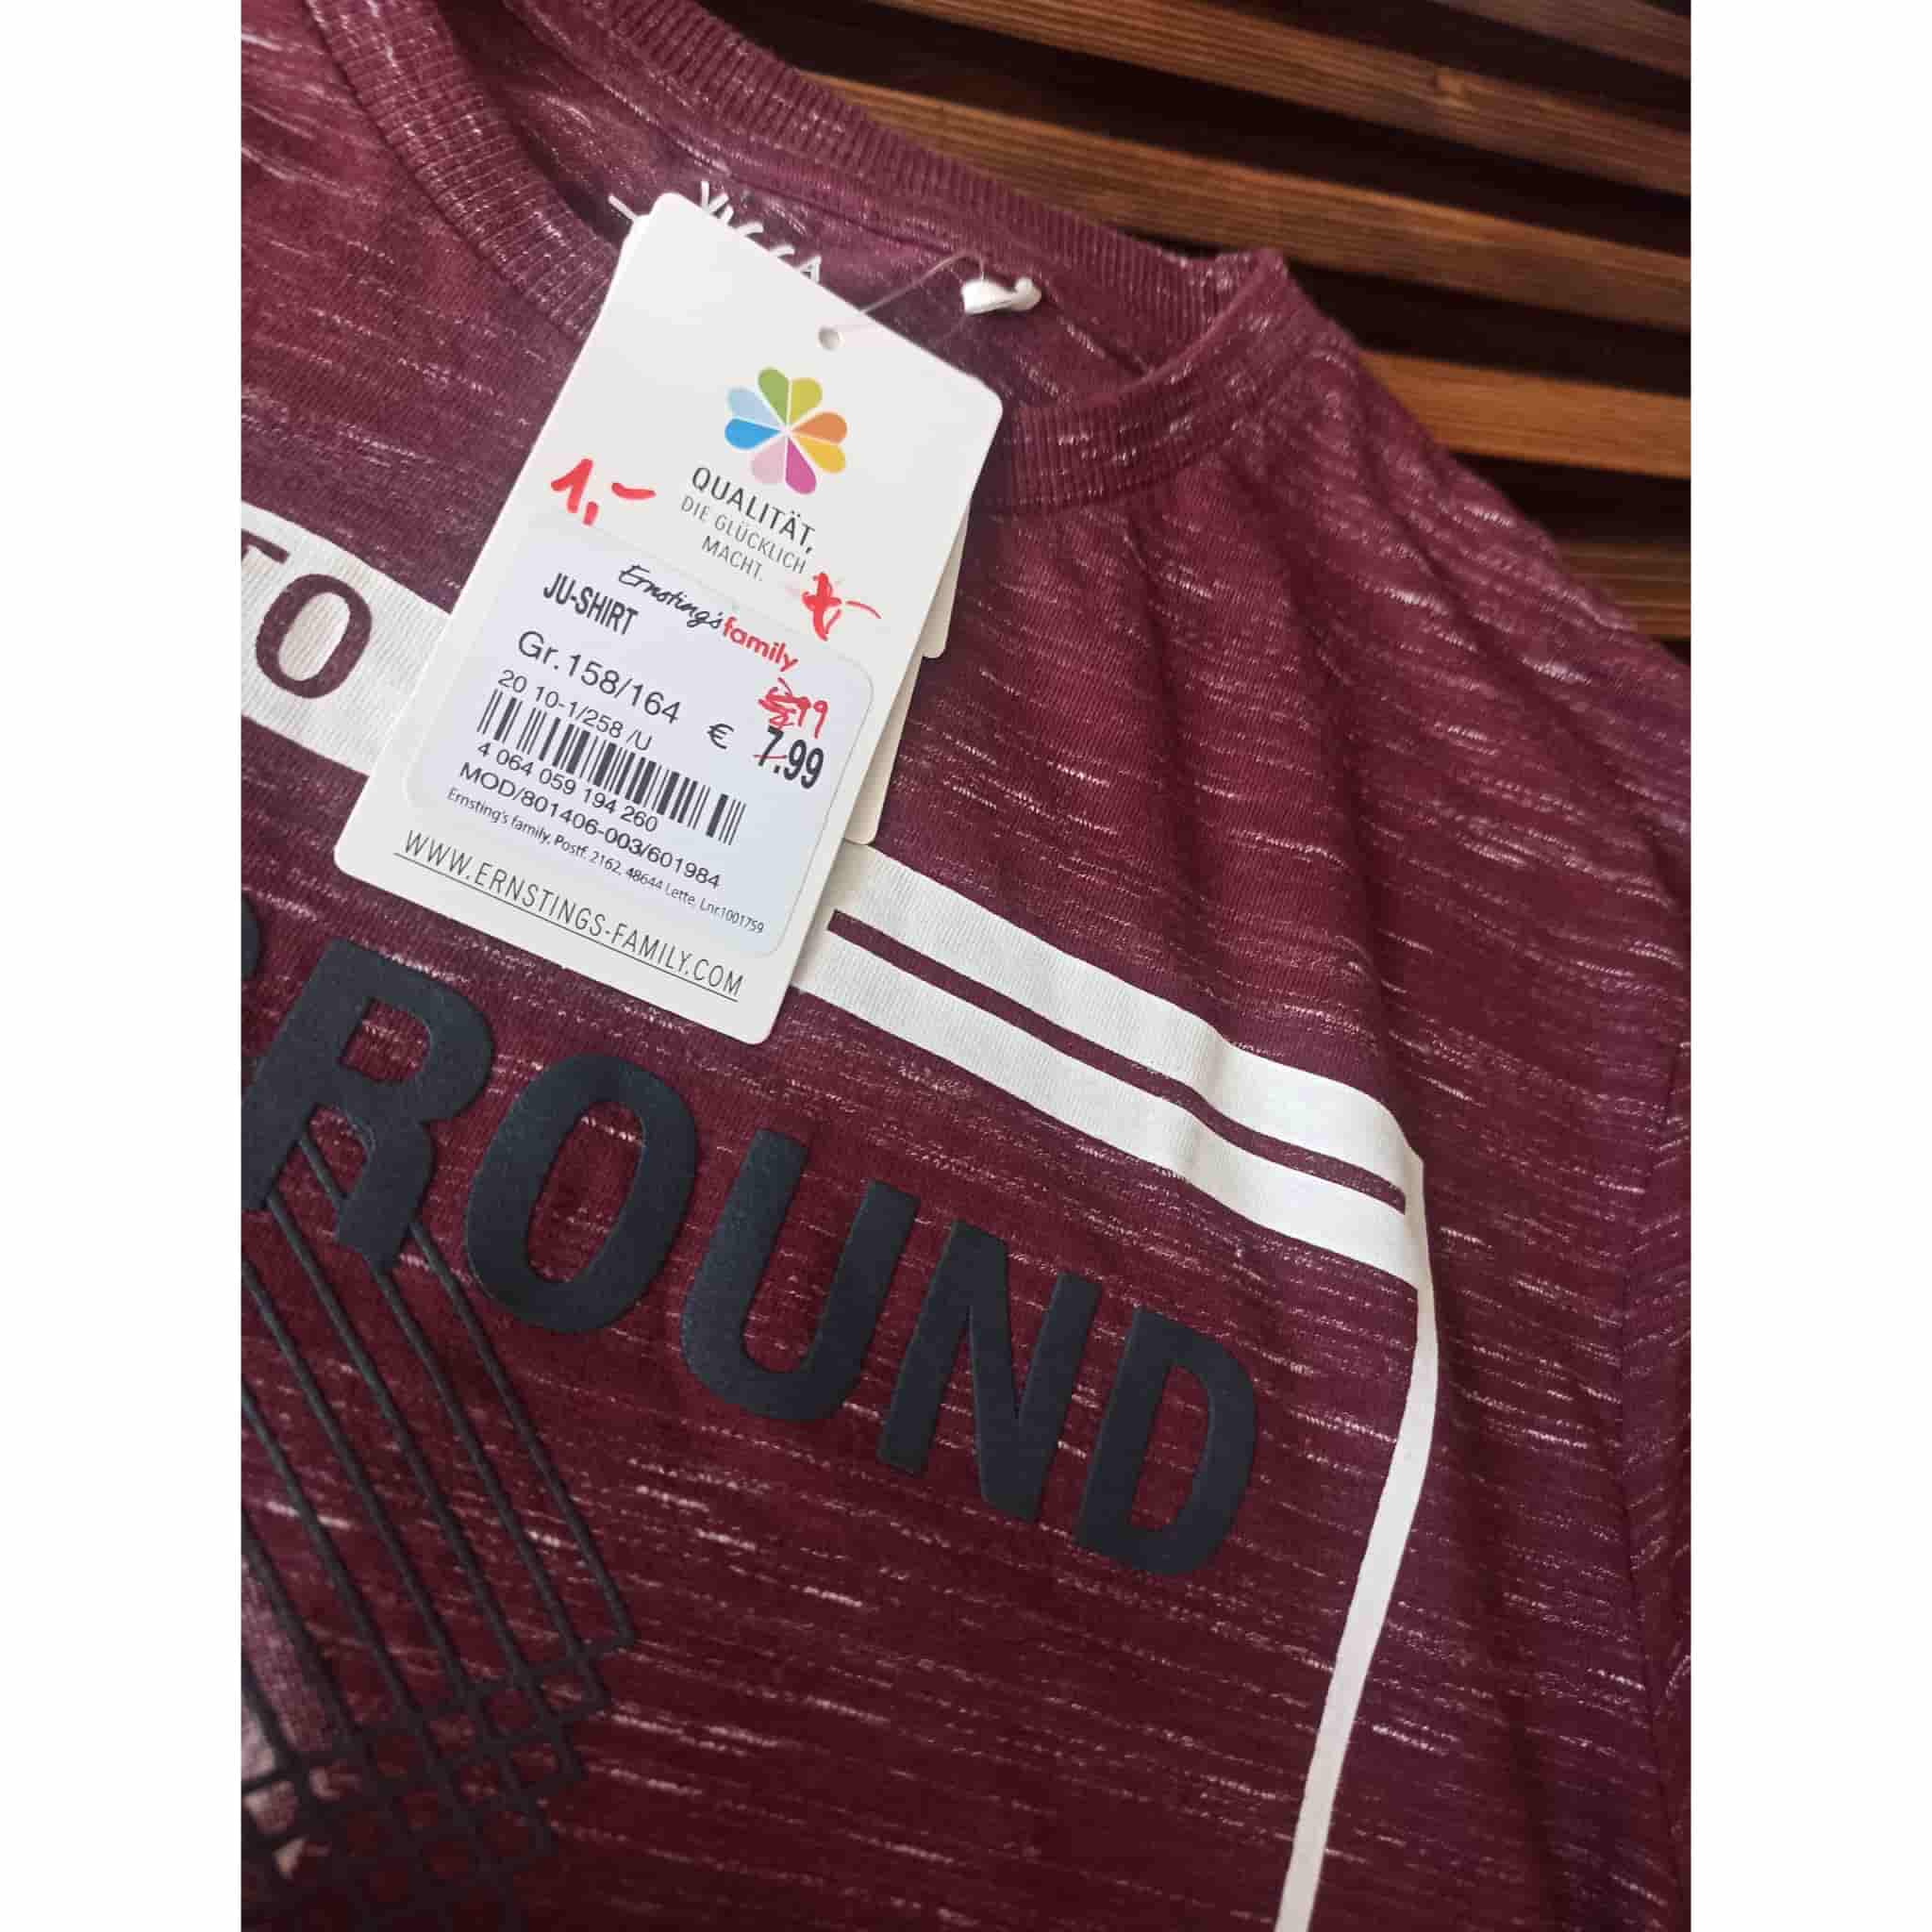 QUALITÄT,
DIE GLÜCKLICH
MACHT.
1,-
Ernsting's family
JU-SHIRT
Gr. 158/164
20 10-1/258 /U
€ 7.99
4 064 059 194 260
MOD/801406-003/601984
Ernsting's family, Postf. 2162, 48644 Lette, Lnr.1001759
WWW.ERNSTINGS-FAMILY.COM
TO
ROUND